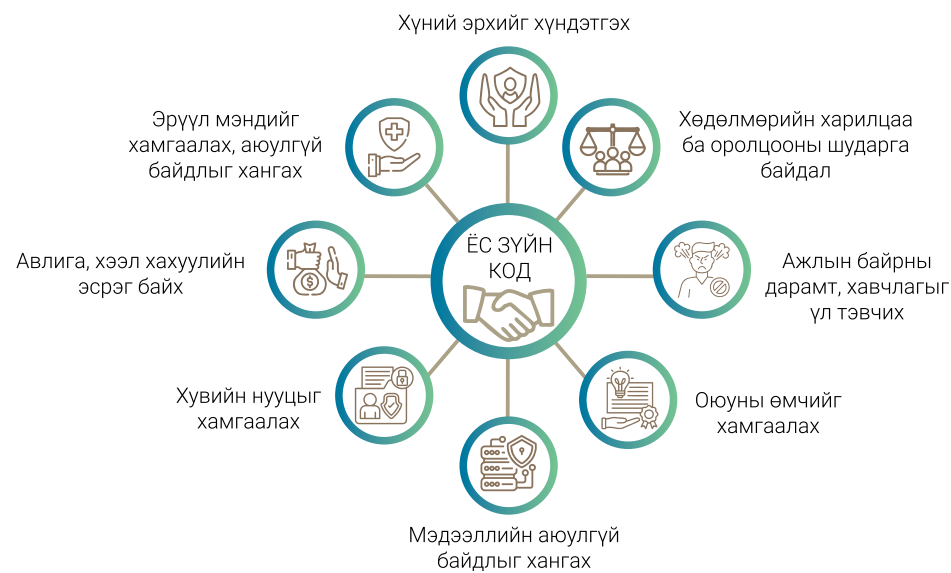 Хүний эрхийг хүндэтгэх
Эрүүл мэндийг
хамгаалах, аюулгүй
байдлыг хангах
Хөдөлмөрийн харилцаа
ба оролцооны шударга
байдал
ЁС ЗҮЙН
КОД
Авлига, хээл хахуулийн
эсрэг байх
Ажлын байрны
дарамт, хавчлагыг
үл тэвчих
Хувийн нууцыг
хамгаалах
Оюуны өмчийг
хамгаалах
Мэдээллийн аюулгүй
байдлыг хангах